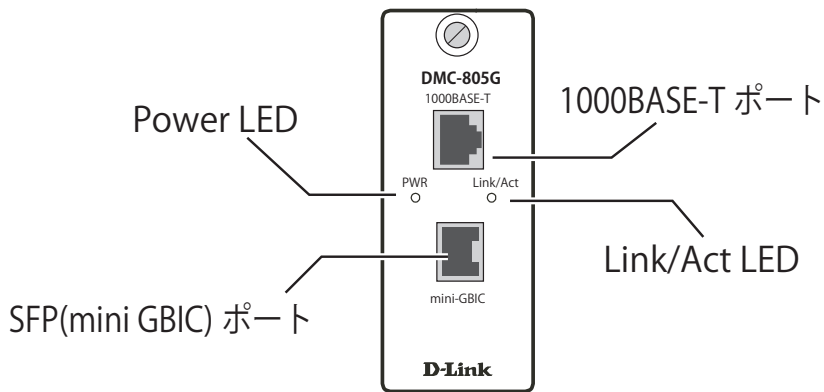 DMC-805G
1000BASE-T
1000BASE-T ポート
Power LED
PWR
Link/Act
Link/Act LED
SFP(mini GBIC) ポート
mini-GBIC
D-Link